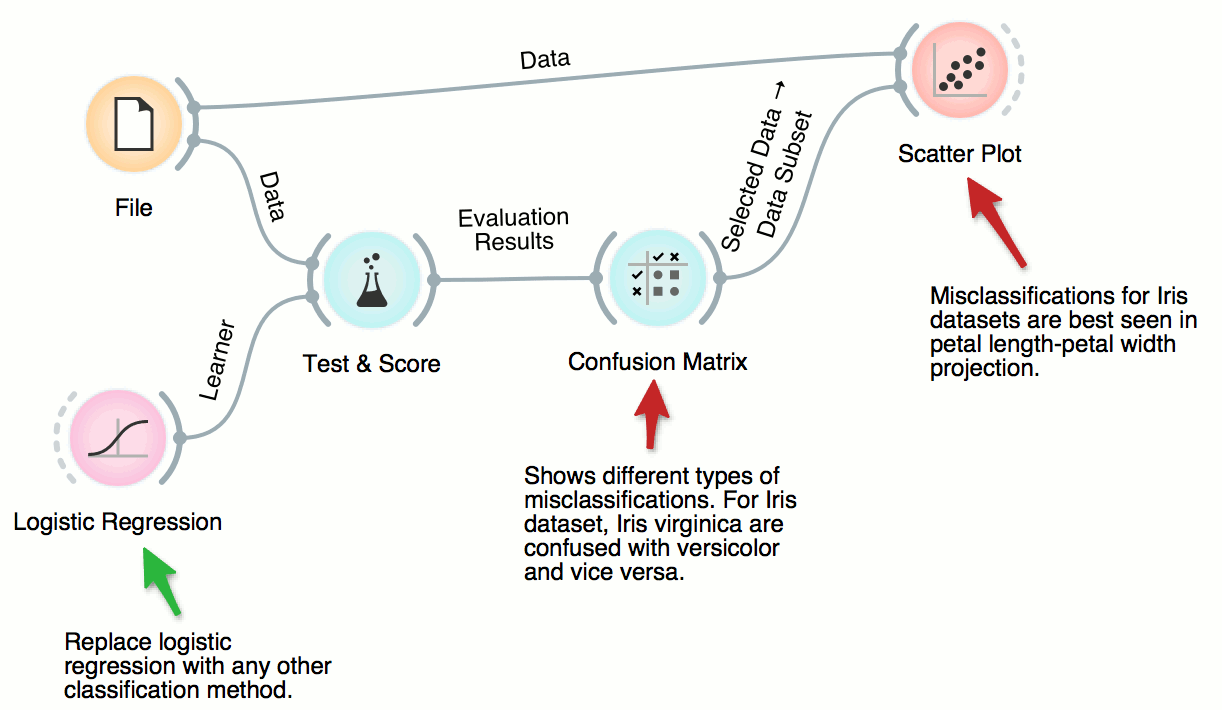 Data
Scatter Plot
File
Data
Selected Data →
Data Subset
Evaluation
Results
Misclassifications for Iris
datasets are best seen in
petal length-petal width
projection.
Learner
Test & Score
Confusion Matrix
Shows different types of
misclassifications. For Iris
dataset, Iris virginica are
confused with versicolor
and vice versa.
Logistic Regression
Replace logistic
regression with any other
classification method.